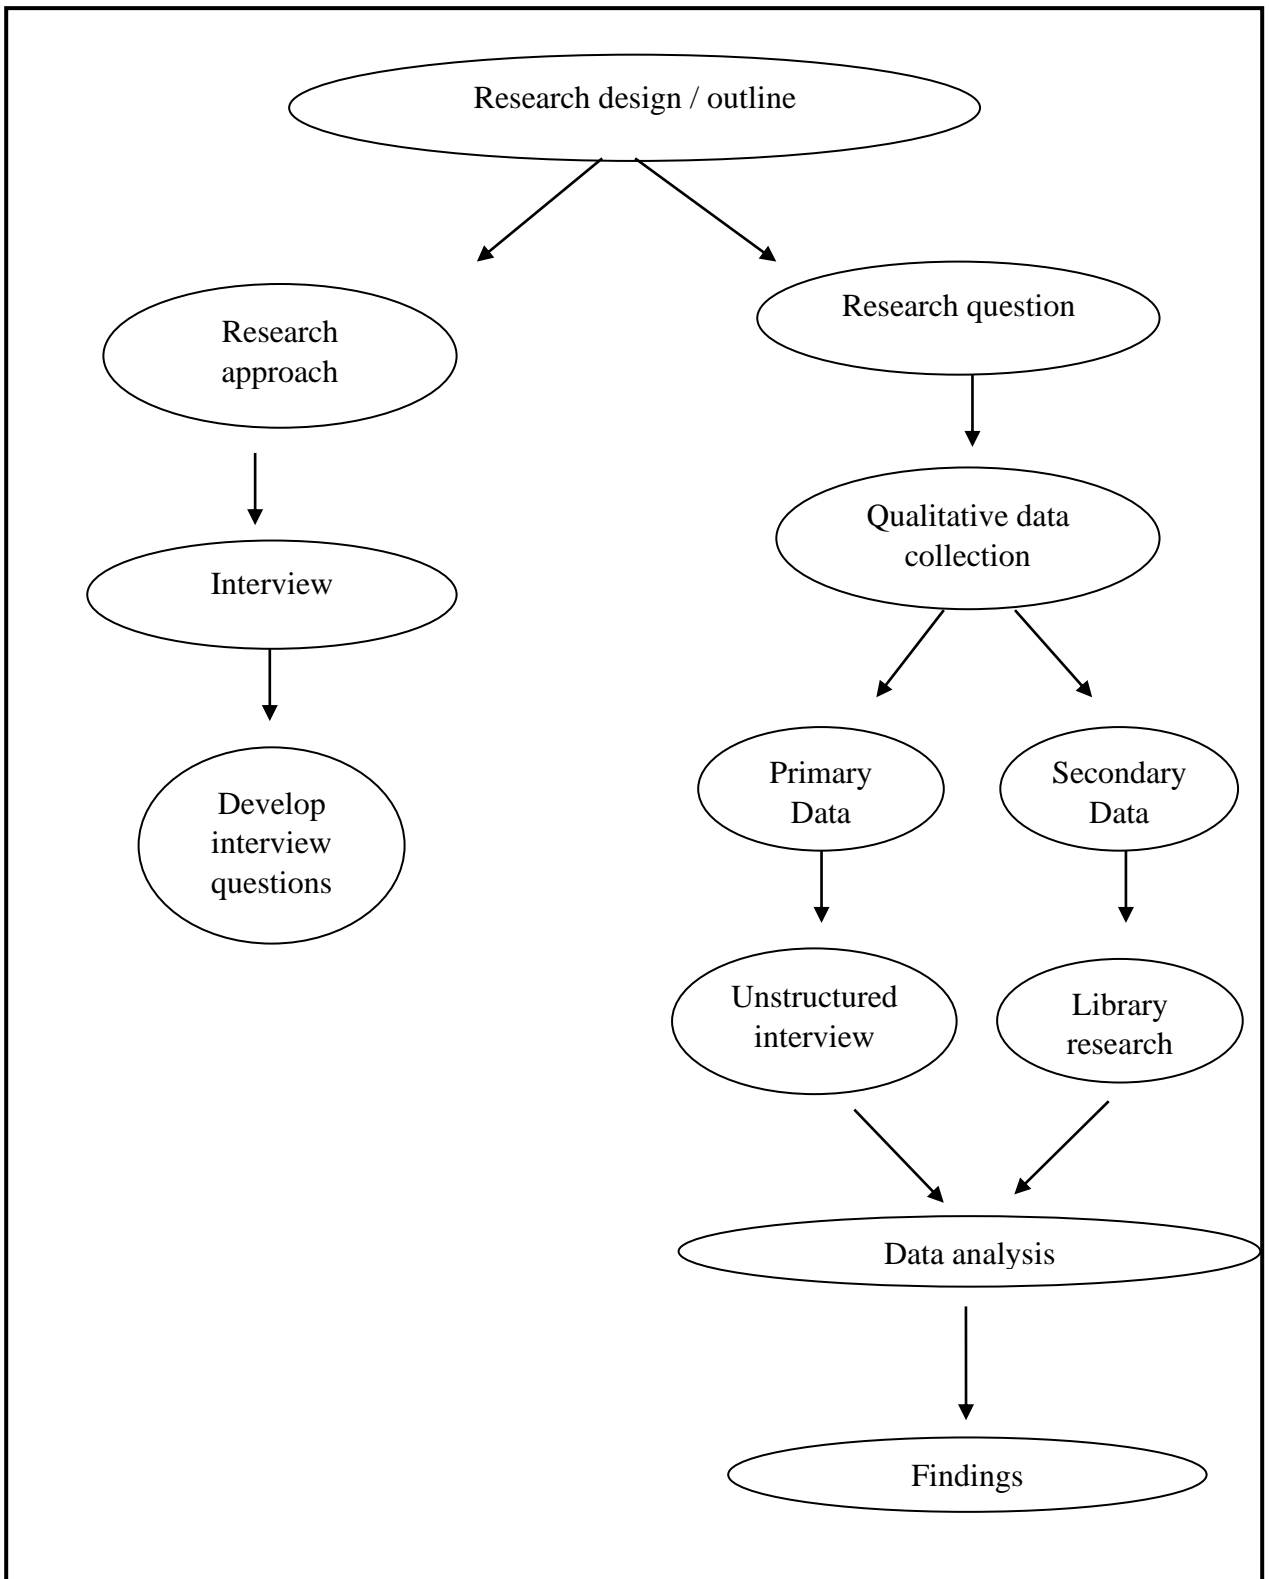 Research design / outline
Research
approach
Research question
Interview
Qualitative data
collection
Develop
interview
questions
Primary
Data
Secondary
Data
Unstructured
interview
Library
research
Data analysis
Findings